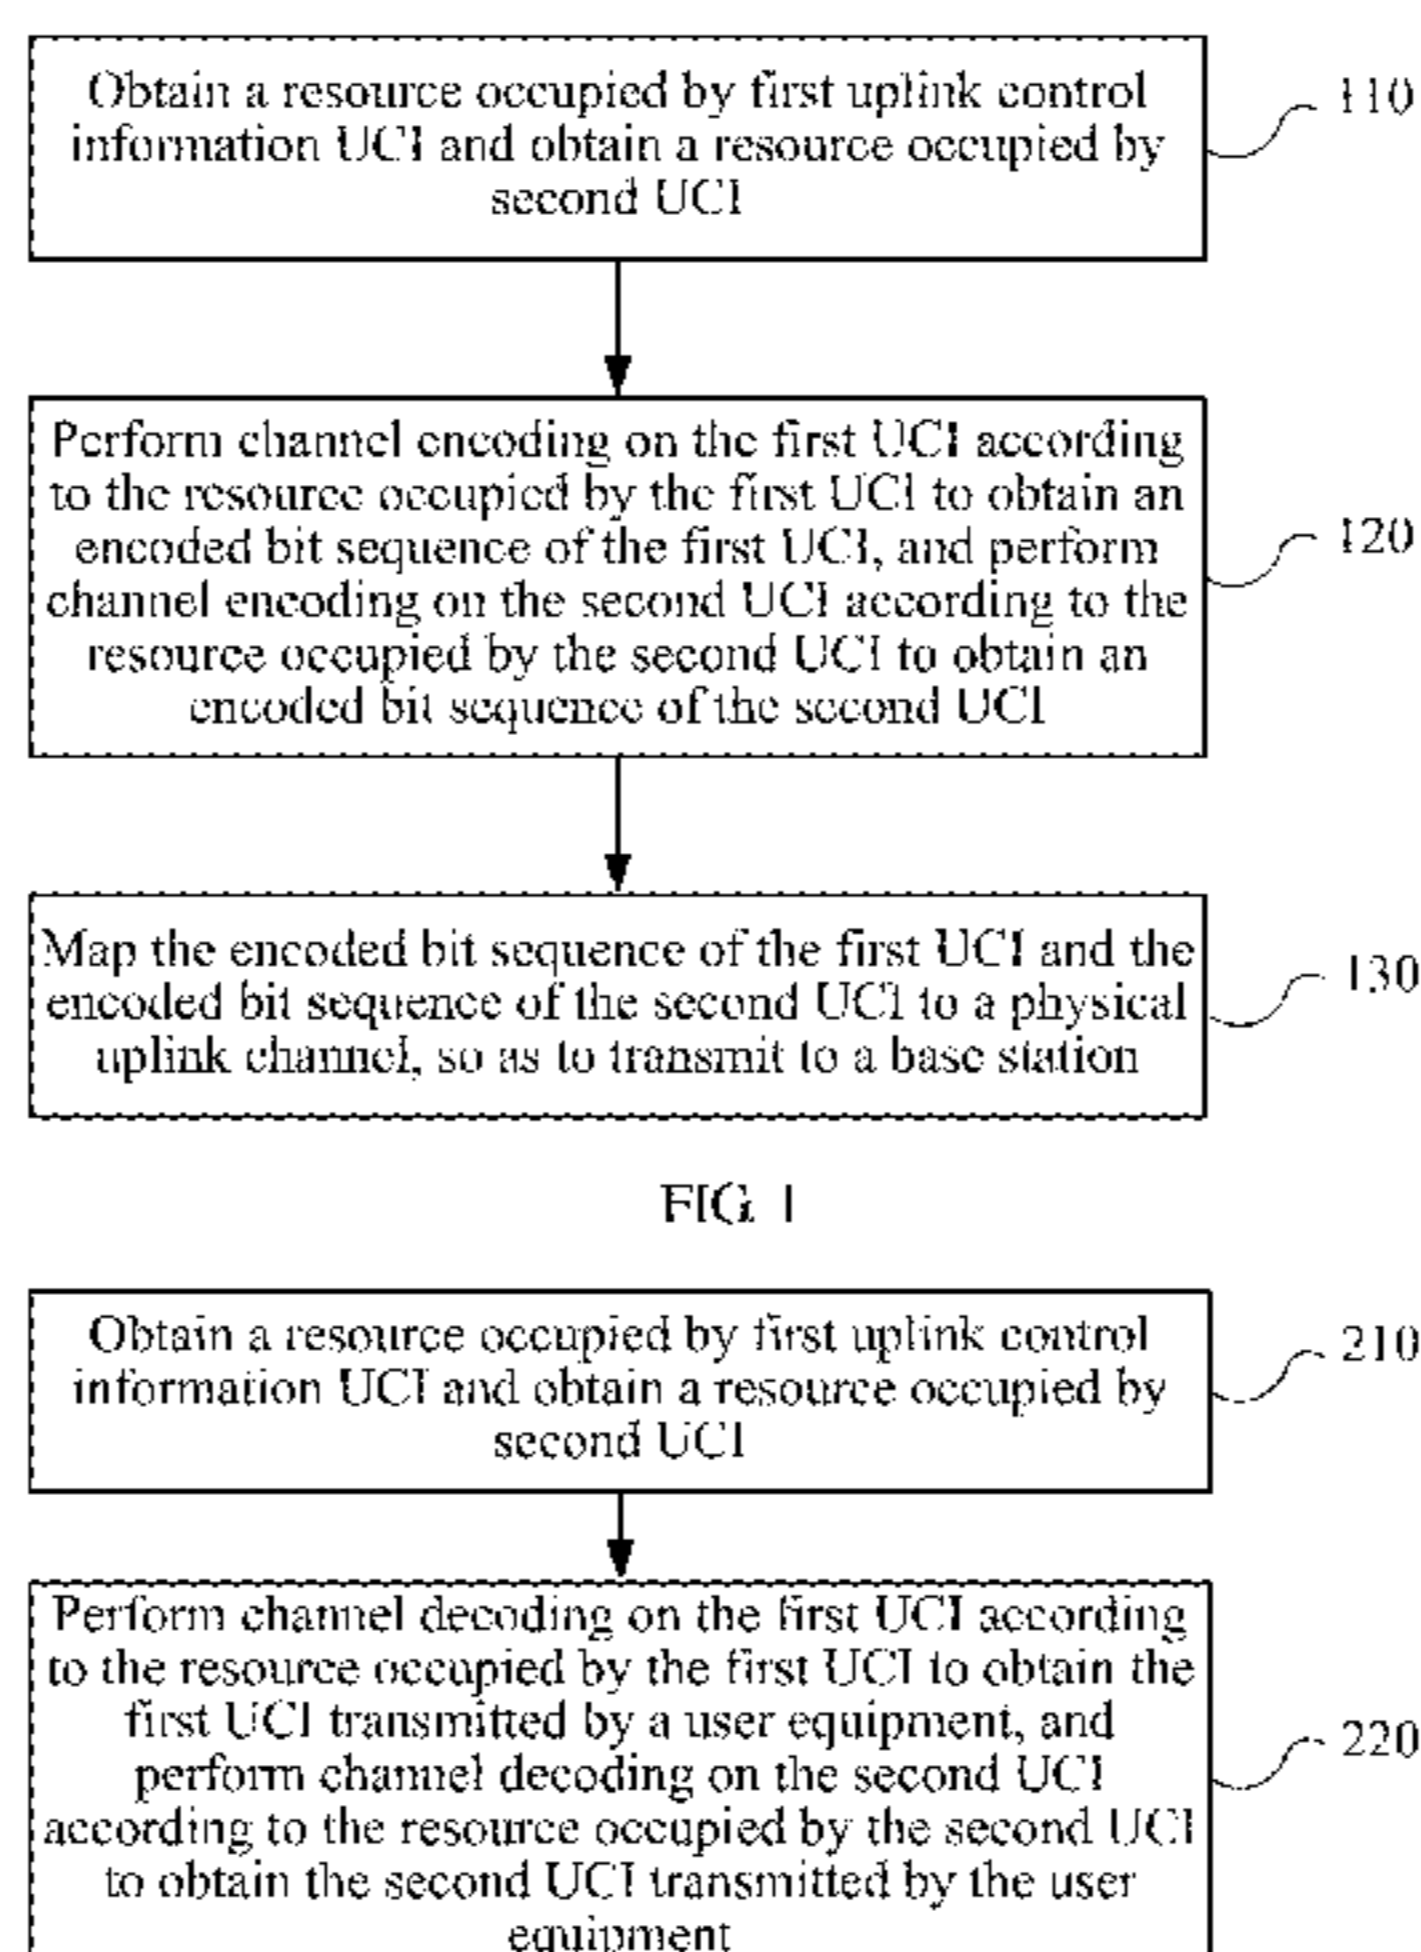 Obtain a resource occupied by first uplink control
information UCI and obtain a resource occupied by
second UCI
110
Perform channel encoding on the first UCI according
to the resource occupied by the first UCI to obtain an
encoded bit sequence of the first UCI, and perform
channel encoding on the second UCI according to the
resource occupied by the second UCI to obtain an
encoded bit sequence of the second UCI
120
Map the encoded bit sequence of the first UCI and the
encoded bit sequence of the second UCI to a physical
uplink channel, so as to transmit to a base station
130
FIG. 1
Obtain a resource occupied by first uplink control
information UCI and obtain a resource occupied by
second UCI
210
Perform channel decoding on the first UCI according
to the resource occupied by the first UCI to obtain the
first UCI transmitted by a user equipment, and
perform channel decoding on the second UCI
according to the resource occupied by the second UCI
to obtain the second UCI transmitted by the user
equipment
220